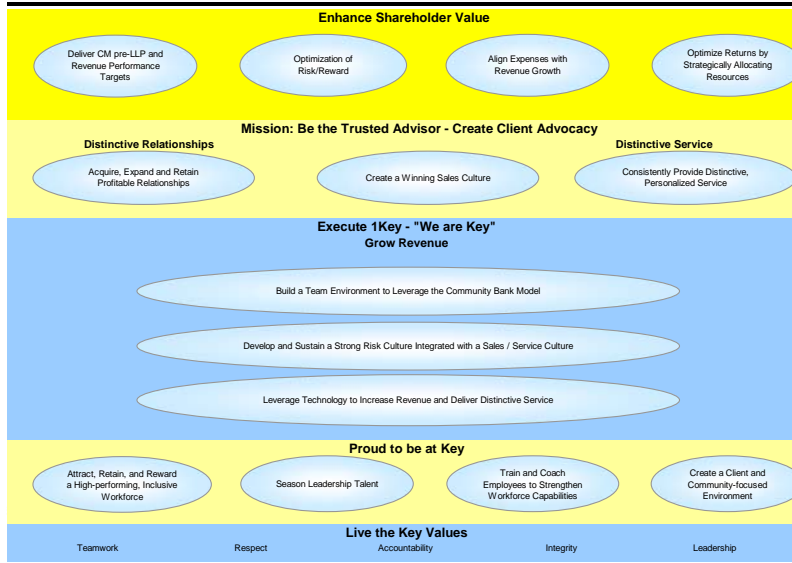 Enhance Shareholder Value
Deliver CM pre-LLP and
Revenue Performance
Targets
Optimization of
Risk/Reward
Align Expenses with
Revenue Growth
Optimize Returns by
Strategically Allocating
Resources
Mission: Be the Trusted Advisor - Create Client Advocacy
Distinctive Relationships
Distinctive Service
Acquire, Expand and Retain
Profitable Relationships
Create a Winning Sales Culture
Consistently Provide Distinctive,
Personalized Service
Execute 1Key - "We are Key"
Grow Revenue
Build a Team Environment to Leverage the Community Bank Model
Develop and Sustain a Strong Risk Culture Integrated with a Sales / Service Culture
Leverage Technology to Increase Revenue and Deliver Distinctive Service
Proud to be at Key
Attract, Retain, and Reward
a High-performing, Inclusive
Workforce
Season Leadership Talent
Train and Coach
Employees to Strengthen
Workforce Capabilities
Create a Client and
Community-focused
Environment
Live the Key Values
Teamwork
Respect
Accountability
Integrity
Leadership